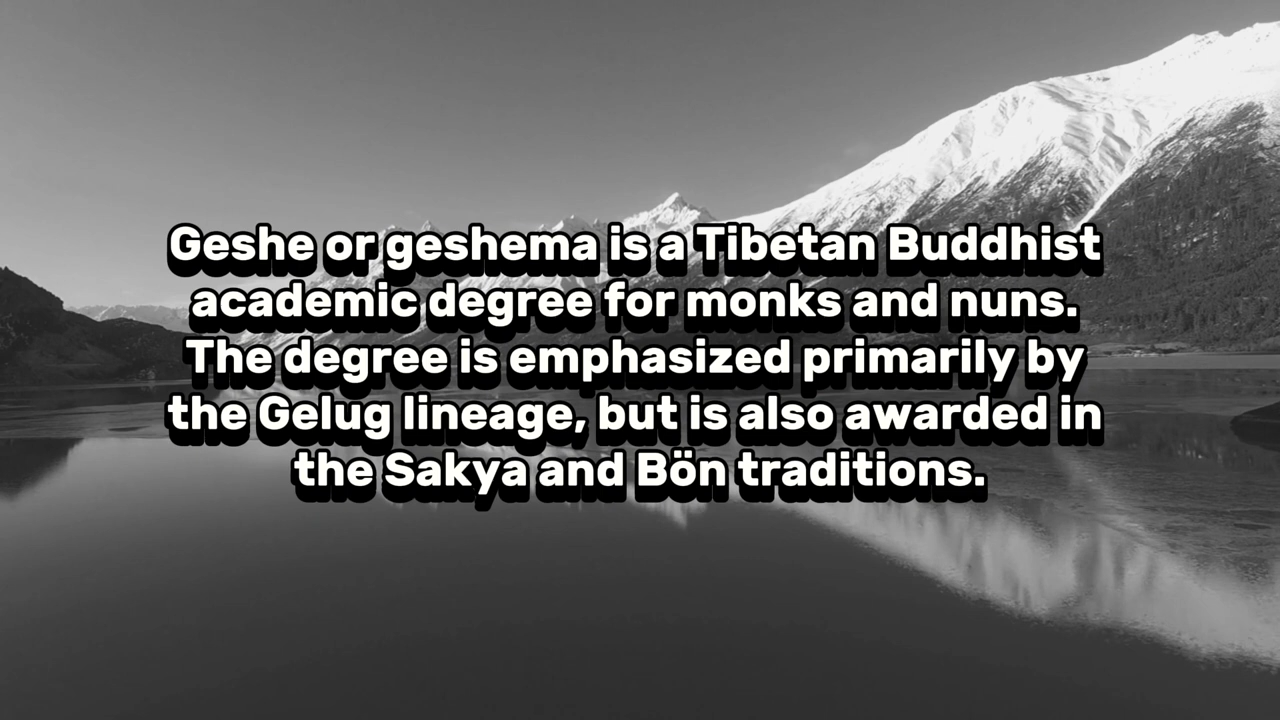 Geshe or geshema is a Tibetan Buddhist
academic degree for monks and nuns.
The degree is emphasized primarily by
the Gelug lineage, but is also awarded in
the Sakya and Bön traditions.